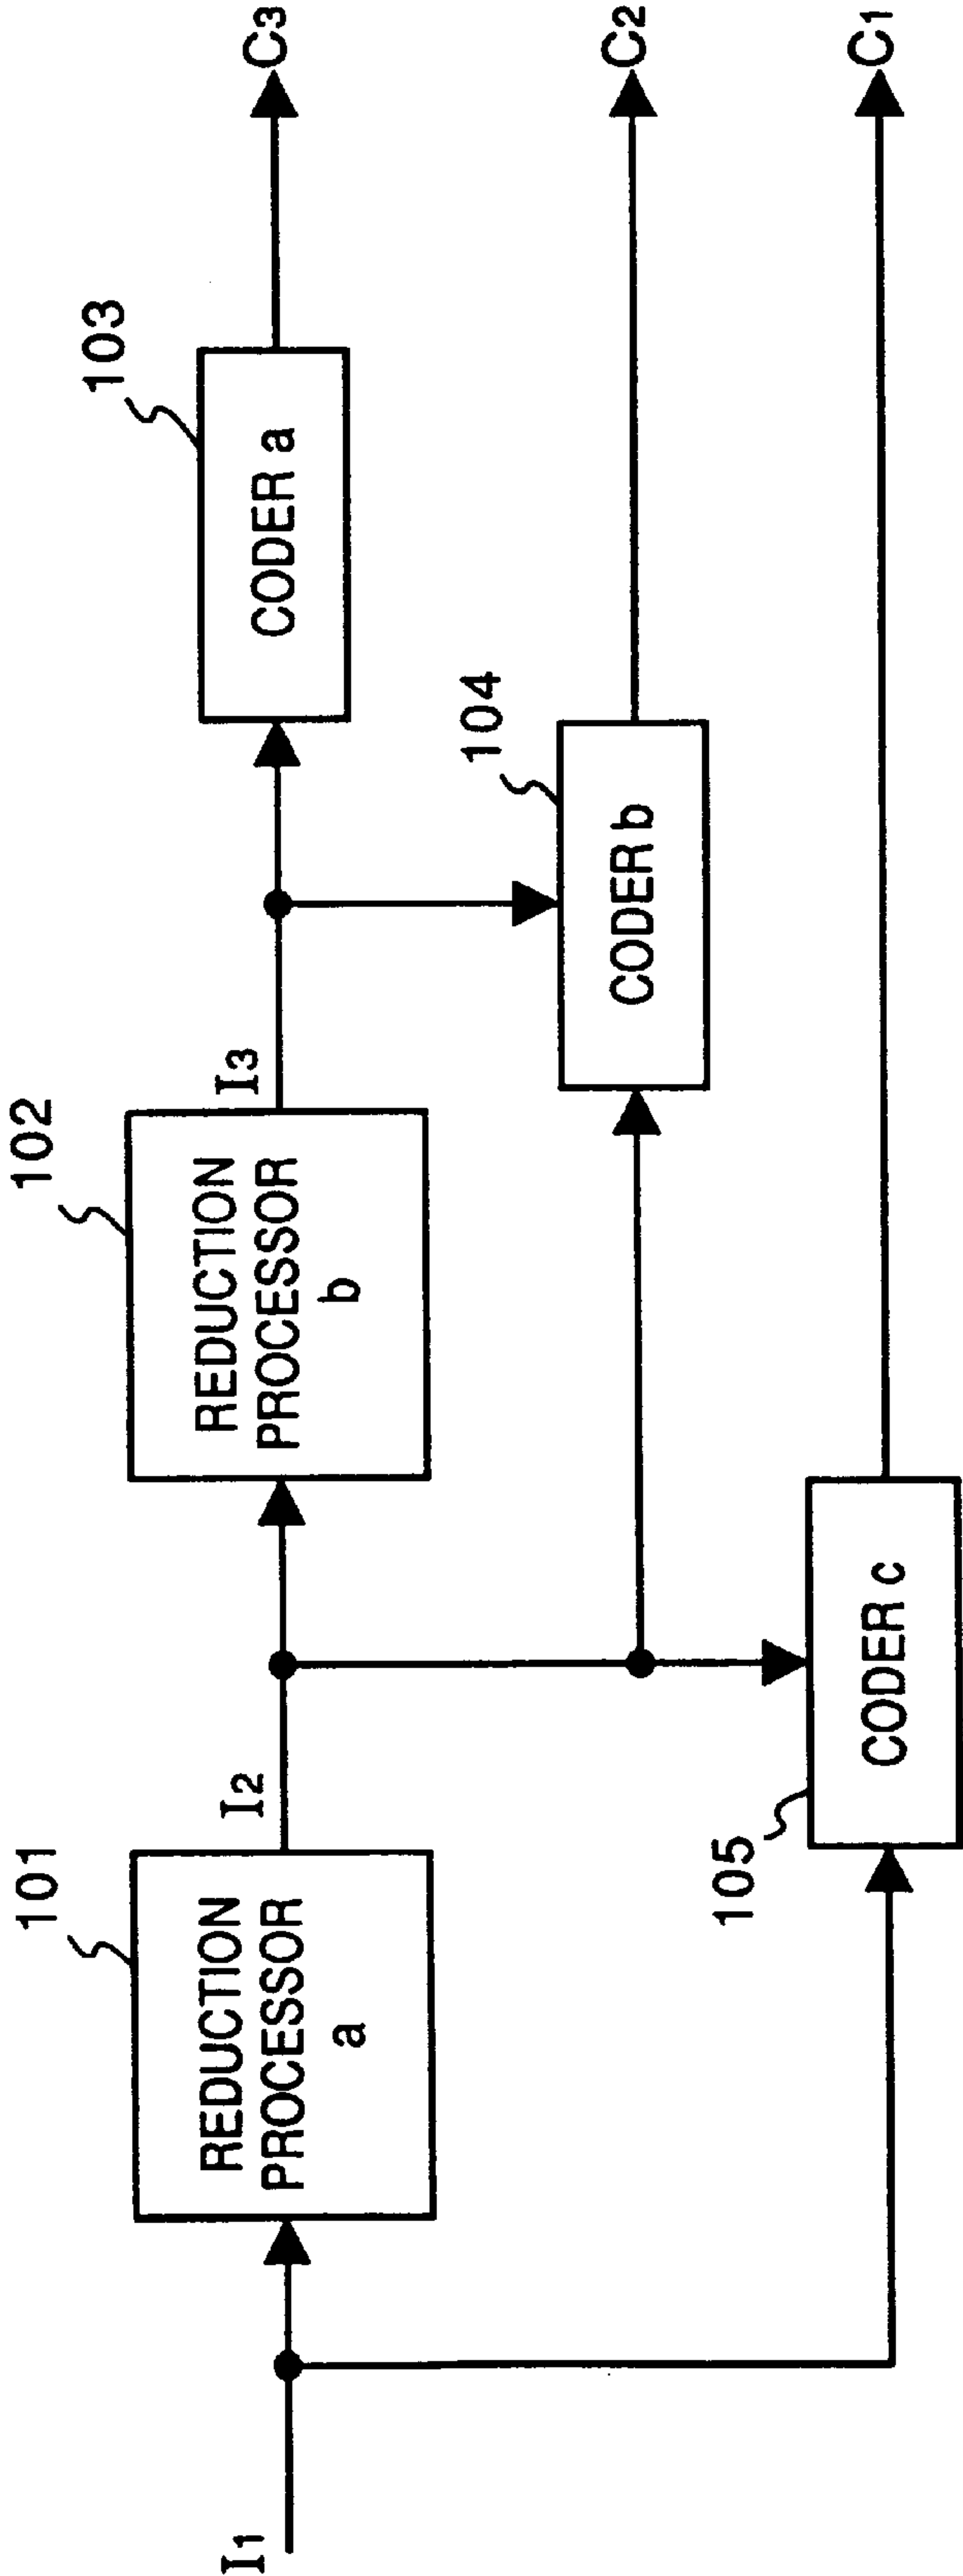 I1
101
REDUCTION
PROCESSOR
a
I2
102
REDUCTION
PROCESSOR
b
I3
103
CODER a
C3
104
CODER b
C2
105
CODER c
C1